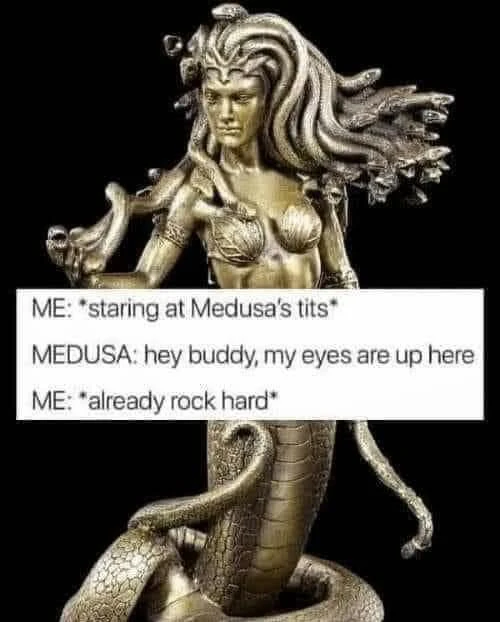 ME: *staring at Medusa's tits*
MEDUSA: hey buddy, my eyes are up here
ME: *already rock hard*